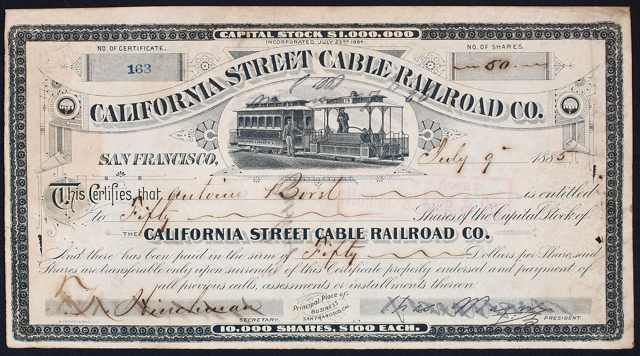 CAPITAL STOCK $1,000,000
INCORPORATED JULY 23RD 1884.
NO. OF CERTIFICATE.
NO. OF SHARES.
163
50
CALIFORNIA STREET CABLE RAILROAD CO.
SAN FRANCISCO, July 9th 1885
This Certifies that Antoine Borel is entitled
to Fifty Shares of the Capital Stock of
THE CALIFORNIA STREET CABLE RAILROAD CO.
And there has been paid in the sum of Fifty Dollars per Share, said
Shares are transferable only upon surrender of this Certificate properly endorsed and payment of
all previous calls, assessments or installments thereon.
Hinchman
SECRETARY.
Principal Place of
BUSINESS
SAN FRANCISCO, CAL.
PRESIDENT
10,000 SHARES, $100 EACH.